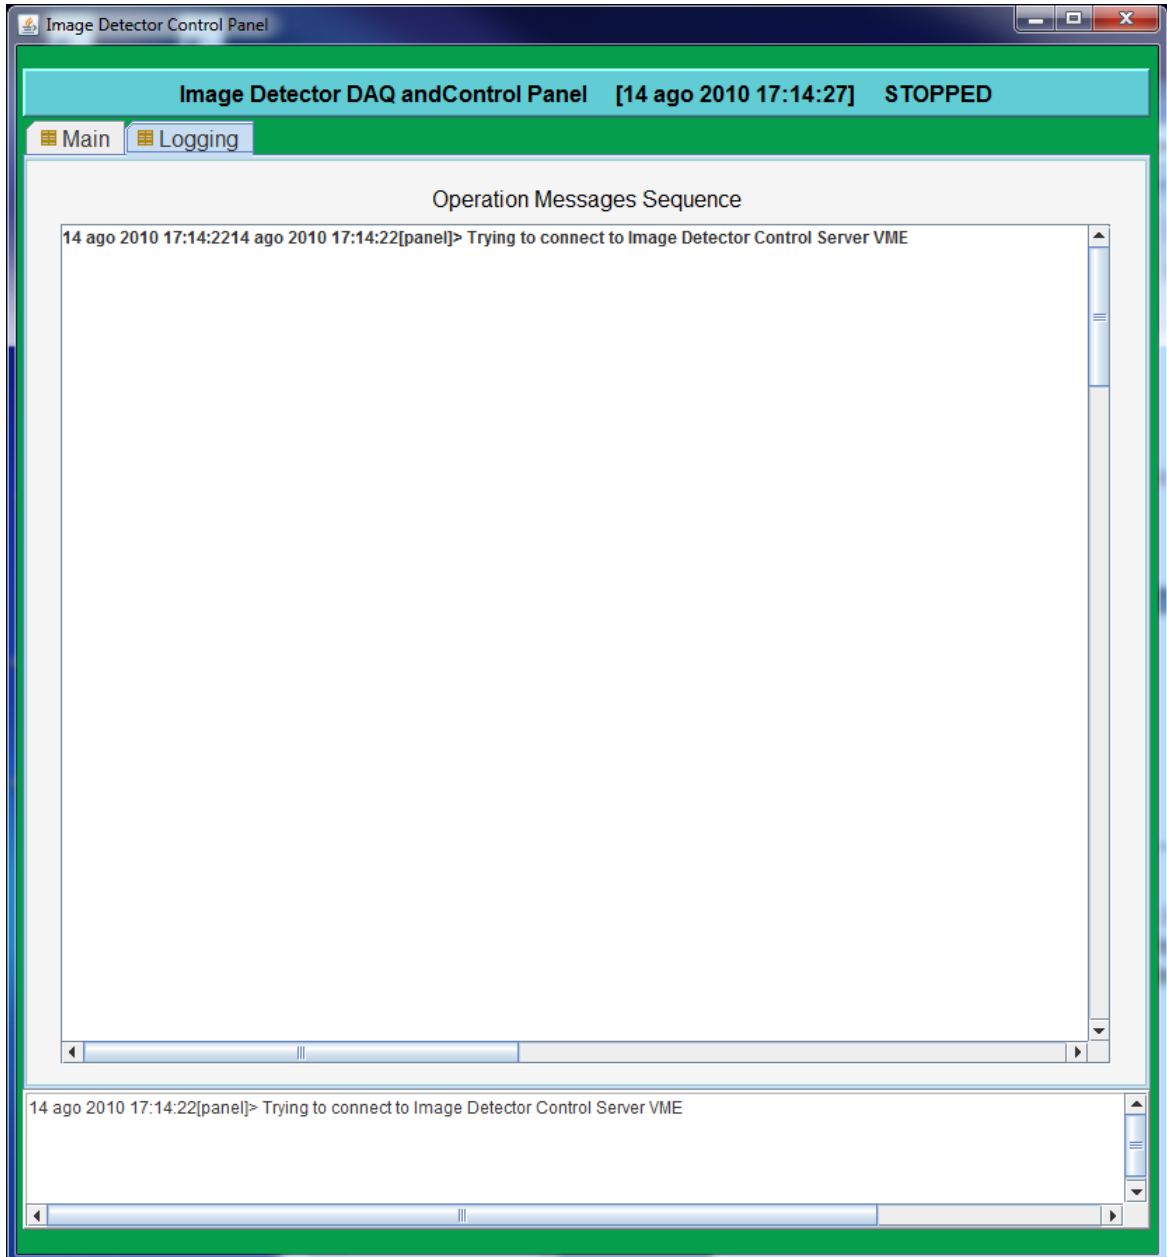 Image Detector Control Panel
Image Detector DAQ andControl Panel [14 ago 2010 17:14:27] STOPPED
Main Logging
Operation Messages Sequence
14 ago 2010 17:14:2214 ago 2010 17:14:22[panel]> Trying to connect to Image Detector Control Server VME
14 ago 2010 17:14:22[panel]> Trying to connect to Image Detector Control Server VME